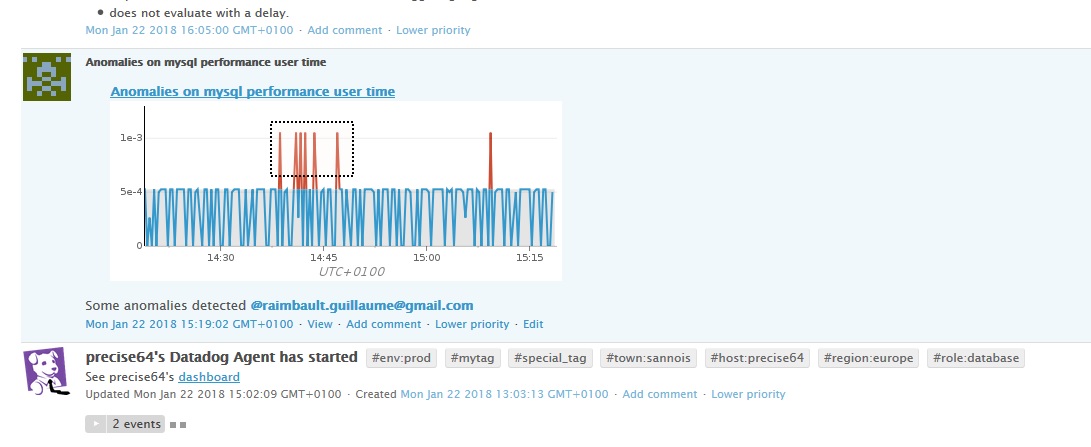 does not evaluate with a delay.
Mon Jan 22 2018 16:05:00 GMT+0100 · Add comment · Lower priority
Anomalies on mysql performance user time
Anomalies on mysql performance user time
1e-3
5e-4
0
14:30 14:45 15:00 15:15
UTC+0100
Some anomalies detected @raimbault.guillaume@gmail.com
Mon Jan 22 2018 15:19:02 GMT+0100 · View · Add comment · Lower priority · Edit
precise64's Datadog Agent has started #env:prod #mytag #special_tag #town:sannois #host:precise64 #region:europe #role:database
See precise64's dashboard
Updated Mon Jan 22 2018 15:02:09 GMT+0100 · Created Mon Jan 22 2018 13:03:13 GMT+0100 · Add comment · Lower priority
2 events